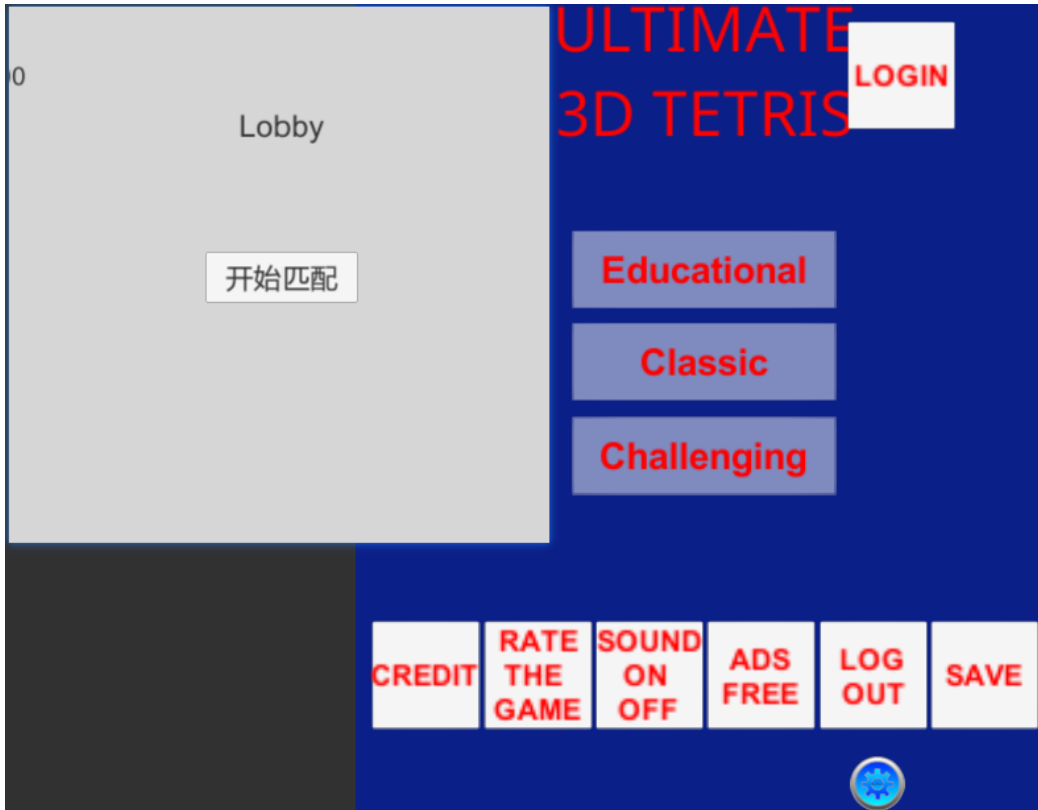 00
Lobby
开始匹配
ULTIMATE
3D TETRIS
LOGIN
Educational
Classic
Challenging
CREDIT
RATE
THE
GAME
SOUND
ON
OFF
ADS
FREE
LOG
OUT
SAVE